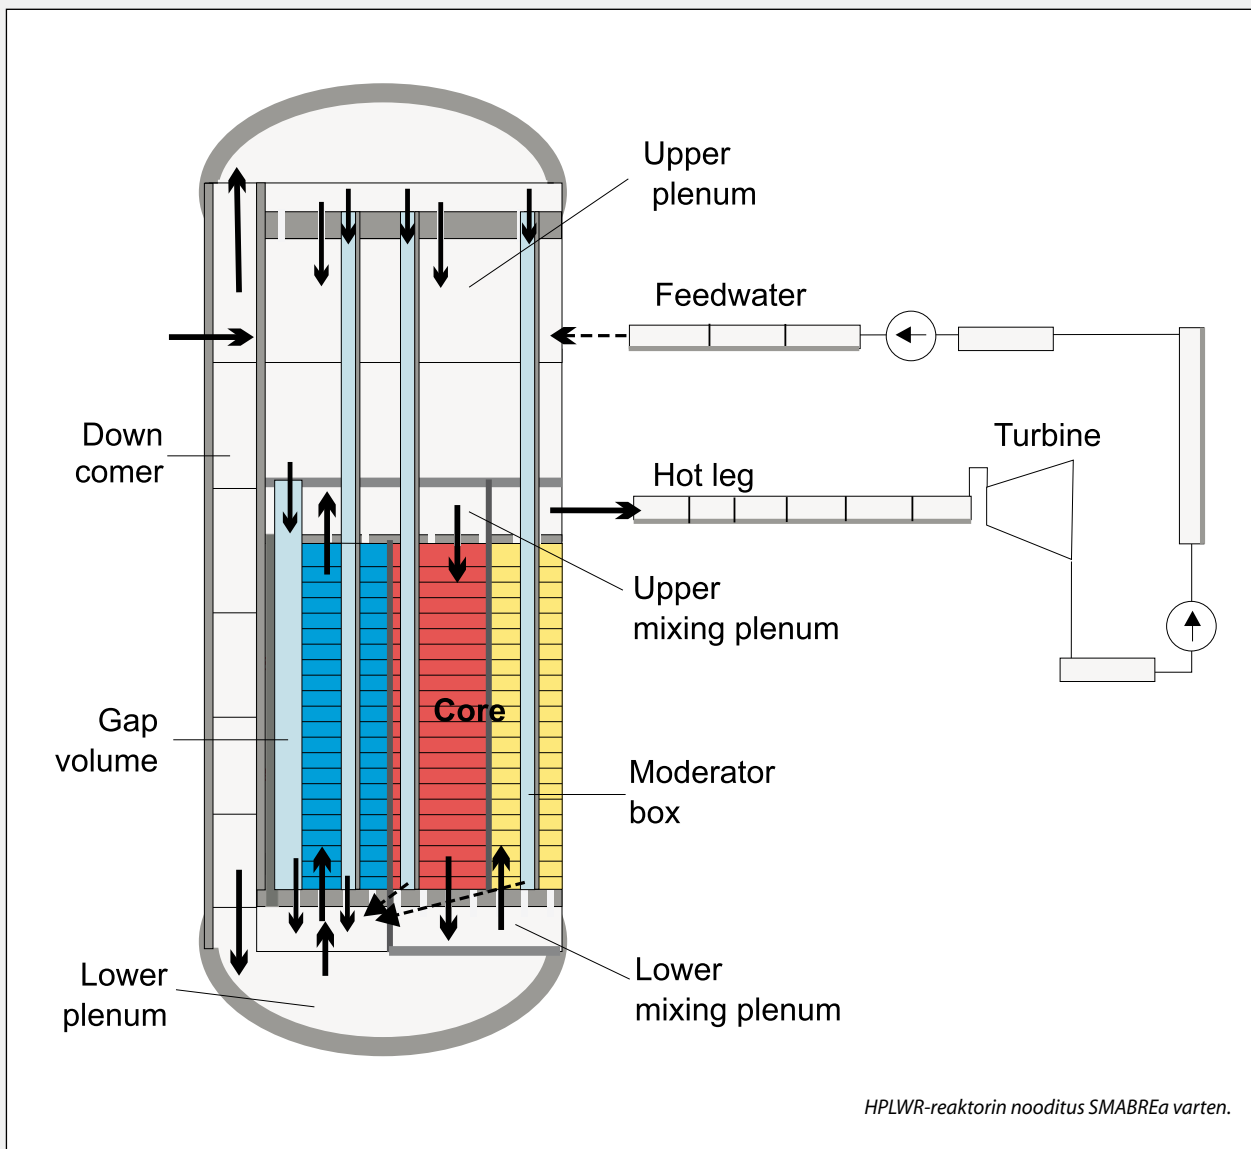 Upper
plenum
Feedwater
Down
comer
Hot leg
Turbine
Upper
mixing plenum
Core
Gap
volume
Moderator
box
Lower
plenum
Lower
mixing plenum
HPLWR-reaktorin nooditus SMABREa varten.